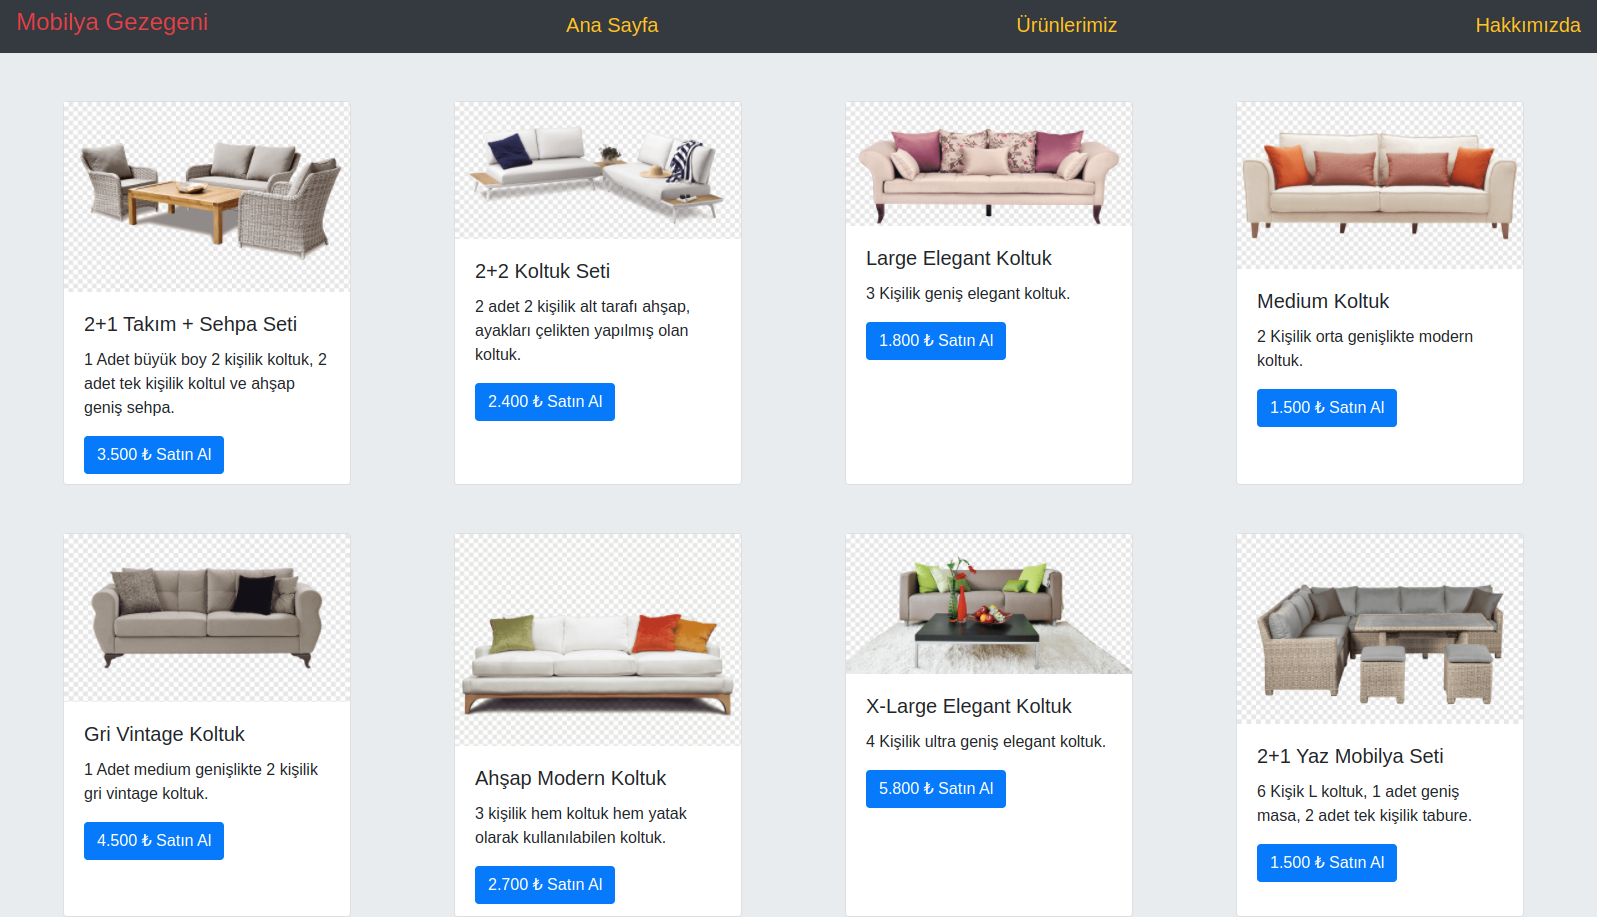 Mobilya Gezegeni
Ana Sayfa
Ürünlerimiz
Hakkımızda
2+1 Takım + Sehpa Seti
1 Adet büyük boy 2 kişilik koltuk, 2
adet tek kişilik koltul ve ahşap
geniş sehpa.
3.500 ₺ Satın Al
2+2 Koltuk Seti
2 adet 2 kişilik alt tarafı ahşap,
ayakları çelikten yapılmış olan
koltuk.
2.400 ₺ Satın Al
Large Elegant Koltuk
3 Kişilik geniş elegant koltuk.
1.800 ₺ Satın Al
Medium Koltuk
2 Kişilik orta genişlikte modern
koltuk.
1.500 ₺ Satın Al
Gri Vintage Koltuk
1 Adet medium genişlikte 2 kişilik
gri vintage koltuk.
4.500 ₺ Satın Al
Ahşap Modern Koltuk
3 kişilik hem koltuk hem yatak
olarak kullanılabilen koltuk.
2.700 ₺ Satın Al
X-Large Elegant Koltuk
4 Kişilik ultra geniş elegant koltuk.
5.800 ₺ Satın Al
2+1 Yaz Mobilya Seti
6 Kişik L koltuk, 1 adet geniş
masa, 2 adet tek kişilik tabure.
1.500 ₺ Satın Al